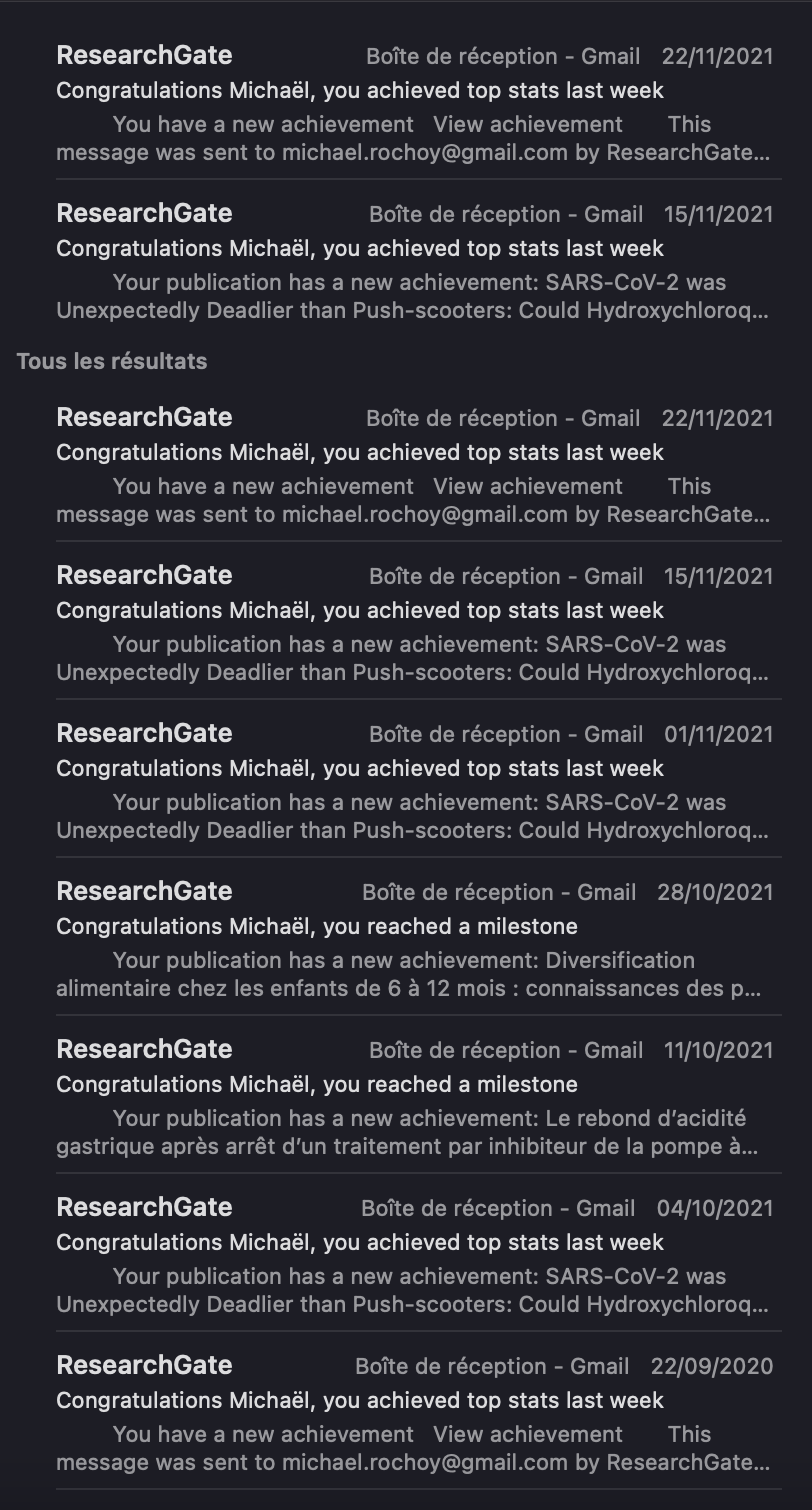 ResearchGate Boîte de réception - Gmail 22/11/2021
Congratulations Michaël, you achieved top stats last week
You have a new achievement View achievement This
message was sent to michael.rochoy@gmail.com by ResearchGate...
ResearchGate Boîte de réception - Gmail 15/11/2021
Congratulations Michaël, you achieved top stats last week
Your publication has a new achievement: SARS-CoV-2 was
Unexpectedly Deadlier than Push-scooters: Could Hydroxychloroq...
Tous les résultats
ResearchGate Boîte de réception - Gmail 22/11/2021
Congratulations Michaël, you achieved top stats last week
You have a new achievement View achievement This
message was sent to michael.rochoy@gmail.com by ResearchGate...
ResearchGate Boîte de réception - Gmail 15/11/2021
Congratulations Michaël, you achieved top stats last week
Your publication has a new achievement: SARS-CoV-2 was
Unexpectedly Deadlier than Push-scooters: Could Hydroxychloroq...
ResearchGate Boîte de réception - Gmail 01/11/2021
Congratulations Michaël, you achieved top stats last week
Your publication has a new achievement: SARS-CoV-2 was
Unexpectedly Deadlier than Push-scooters: Could Hydroxychloroq...
ResearchGate Boîte de réception - Gmail 28/10/2021
Congratulations Michaël, you reached a milestone
Your publication has a new achievement: Diversification
alimentaire chez les enfants de 6 à 12 mois : connaissances des p...
ResearchGate Boîte de réception - Gmail 11/10/2021
Congratulations Michaël, you reached a milestone
Your publication has a new achievement: Le rebond d’acidité
gastrique après arrêt d’un traitement par inhibiteur de la pompe à...
ResearchGate Boîte de réception - Gmail 04/10/2021
Congratulations Michaël, you achieved top stats last week
Your publication has a new achievement: SARS-CoV-2 was
Unexpectedly Deadlier than Push-scooters: Could Hydroxychloroq...
ResearchGate Boîte de réception - Gmail 22/09/2020
Congratulations Michaël, you achieved top stats last week
You have a new achievement View achievement This
message was sent to michael.rochoy@gmail.com by ResearchGate...